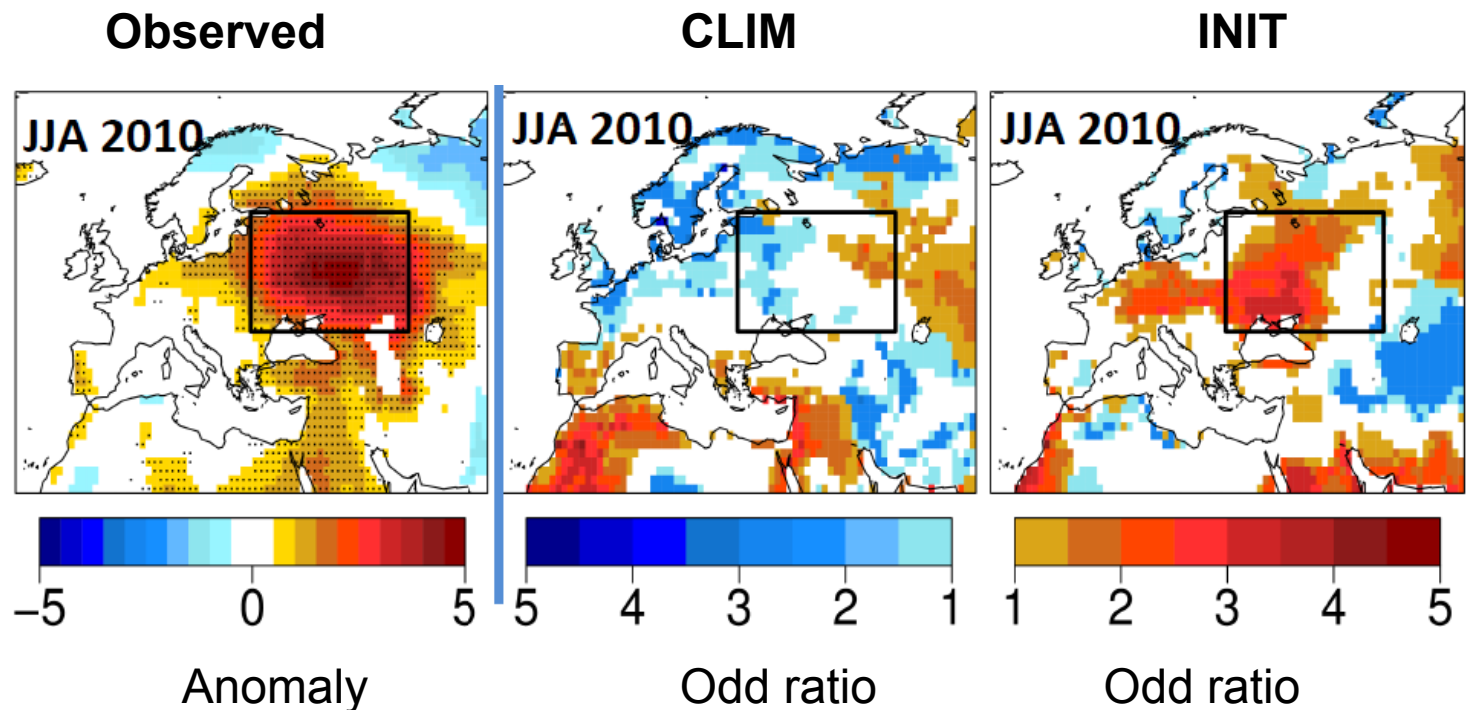 Observed CLIM INIT
JJA 2010 JJA 2010 JJA 2010
−5 0 5 5 4 3 2 1 1 2 3 4 5
Anomaly Odd ratio Odd ratio